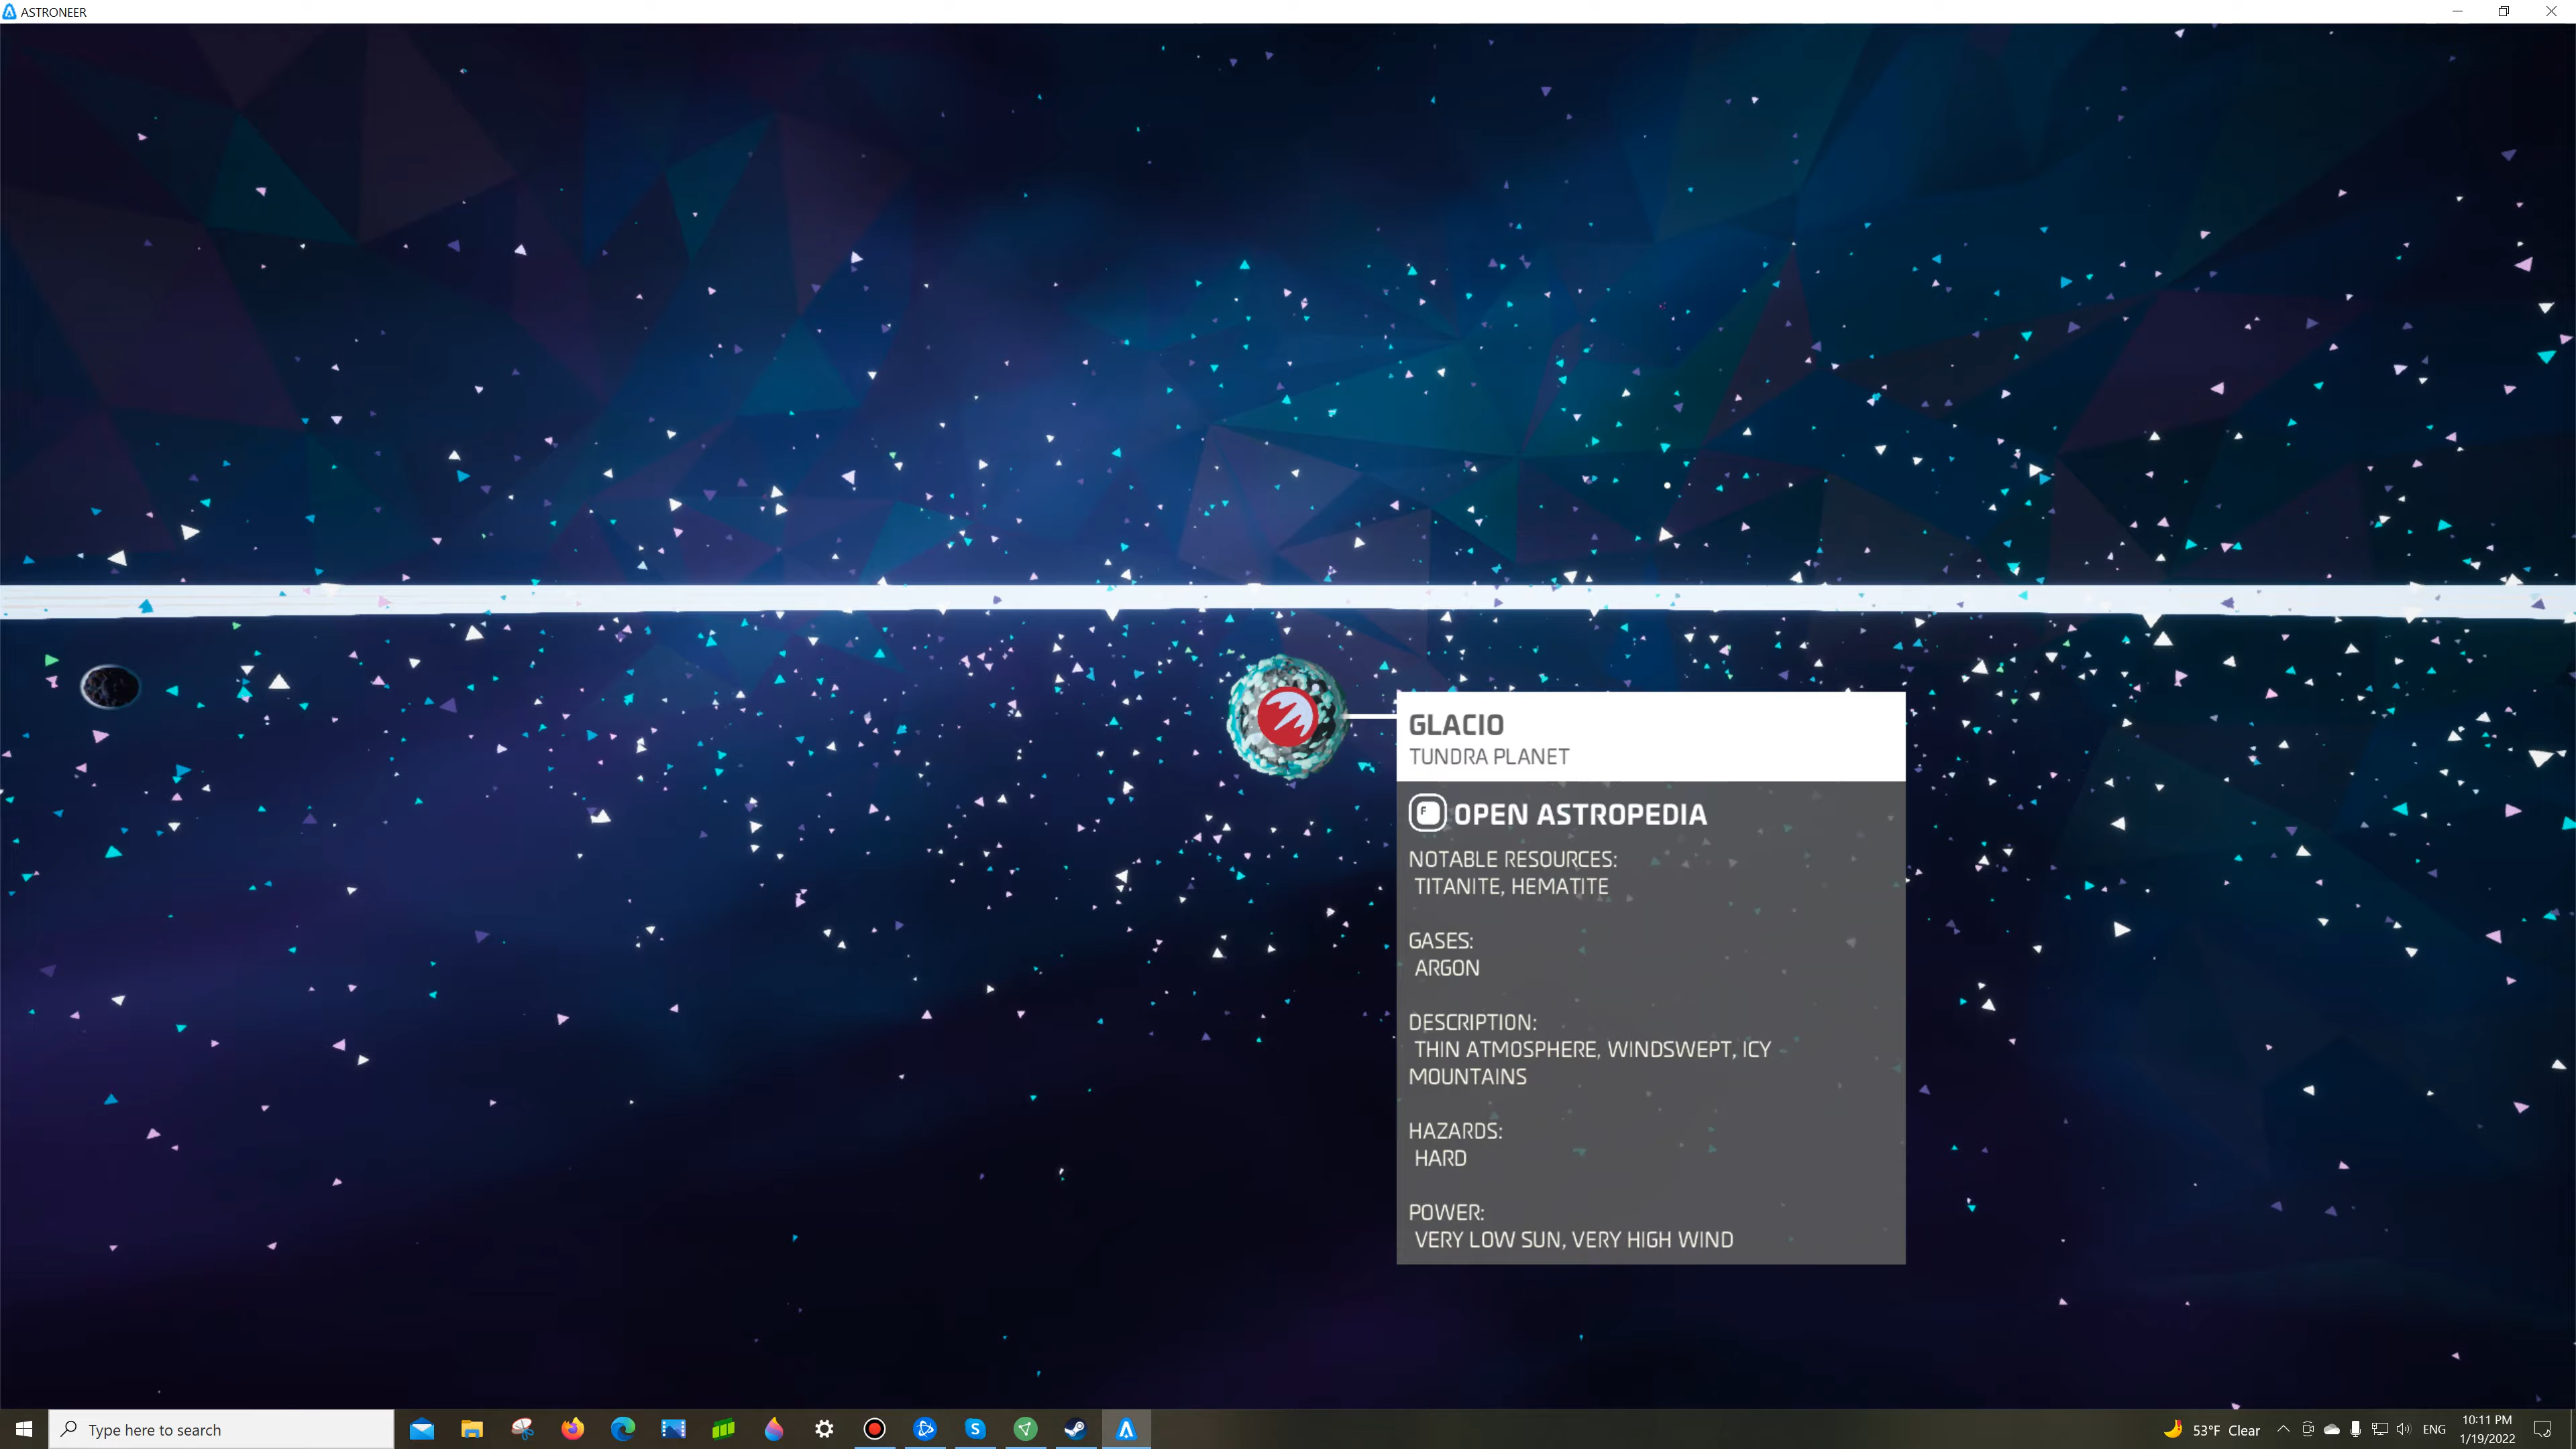 ASTRONEER
GLACIO
TUNDRA PLANET
F OPEN ASTROPEDIA
NOTABLE RESOURCES:
TITANITE, HEMATITE
GASES:
ARGON
DESCRIPTION:
THIN ATMOSPHERE, WINDSWEPT, ICY
MOUNTAINS
HAZARDS:
HARD
POWER:
VERY LOW SUN, VERY HIGH WIND
Type here to search
53°F Clear
ENG
10:11 PM
1/19/2022